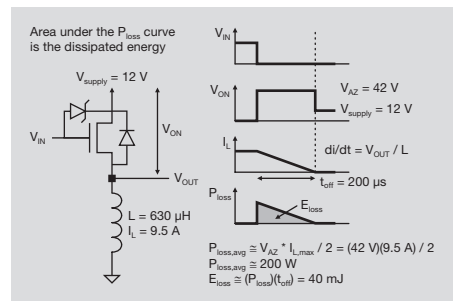 Area under the Ploss curve
is the dissipated energy
Vsupply = 12 V
VIN
VON
VOUT
L = 630 µH
IL = 9.5 A
VIN
VON
VAZ = 42 V
Vsupply = 12 V
IL
di/dt = VOUT / L
toff = 200 µs
Ploss
Eloss
Ploss,avg ≅ VAZ * IL,max / 2 = (42 V)(9.5 A) / 2
Ploss,avg ≅ 200 W
Eloss ≅ (Ploss)(toff) = 40 mJ